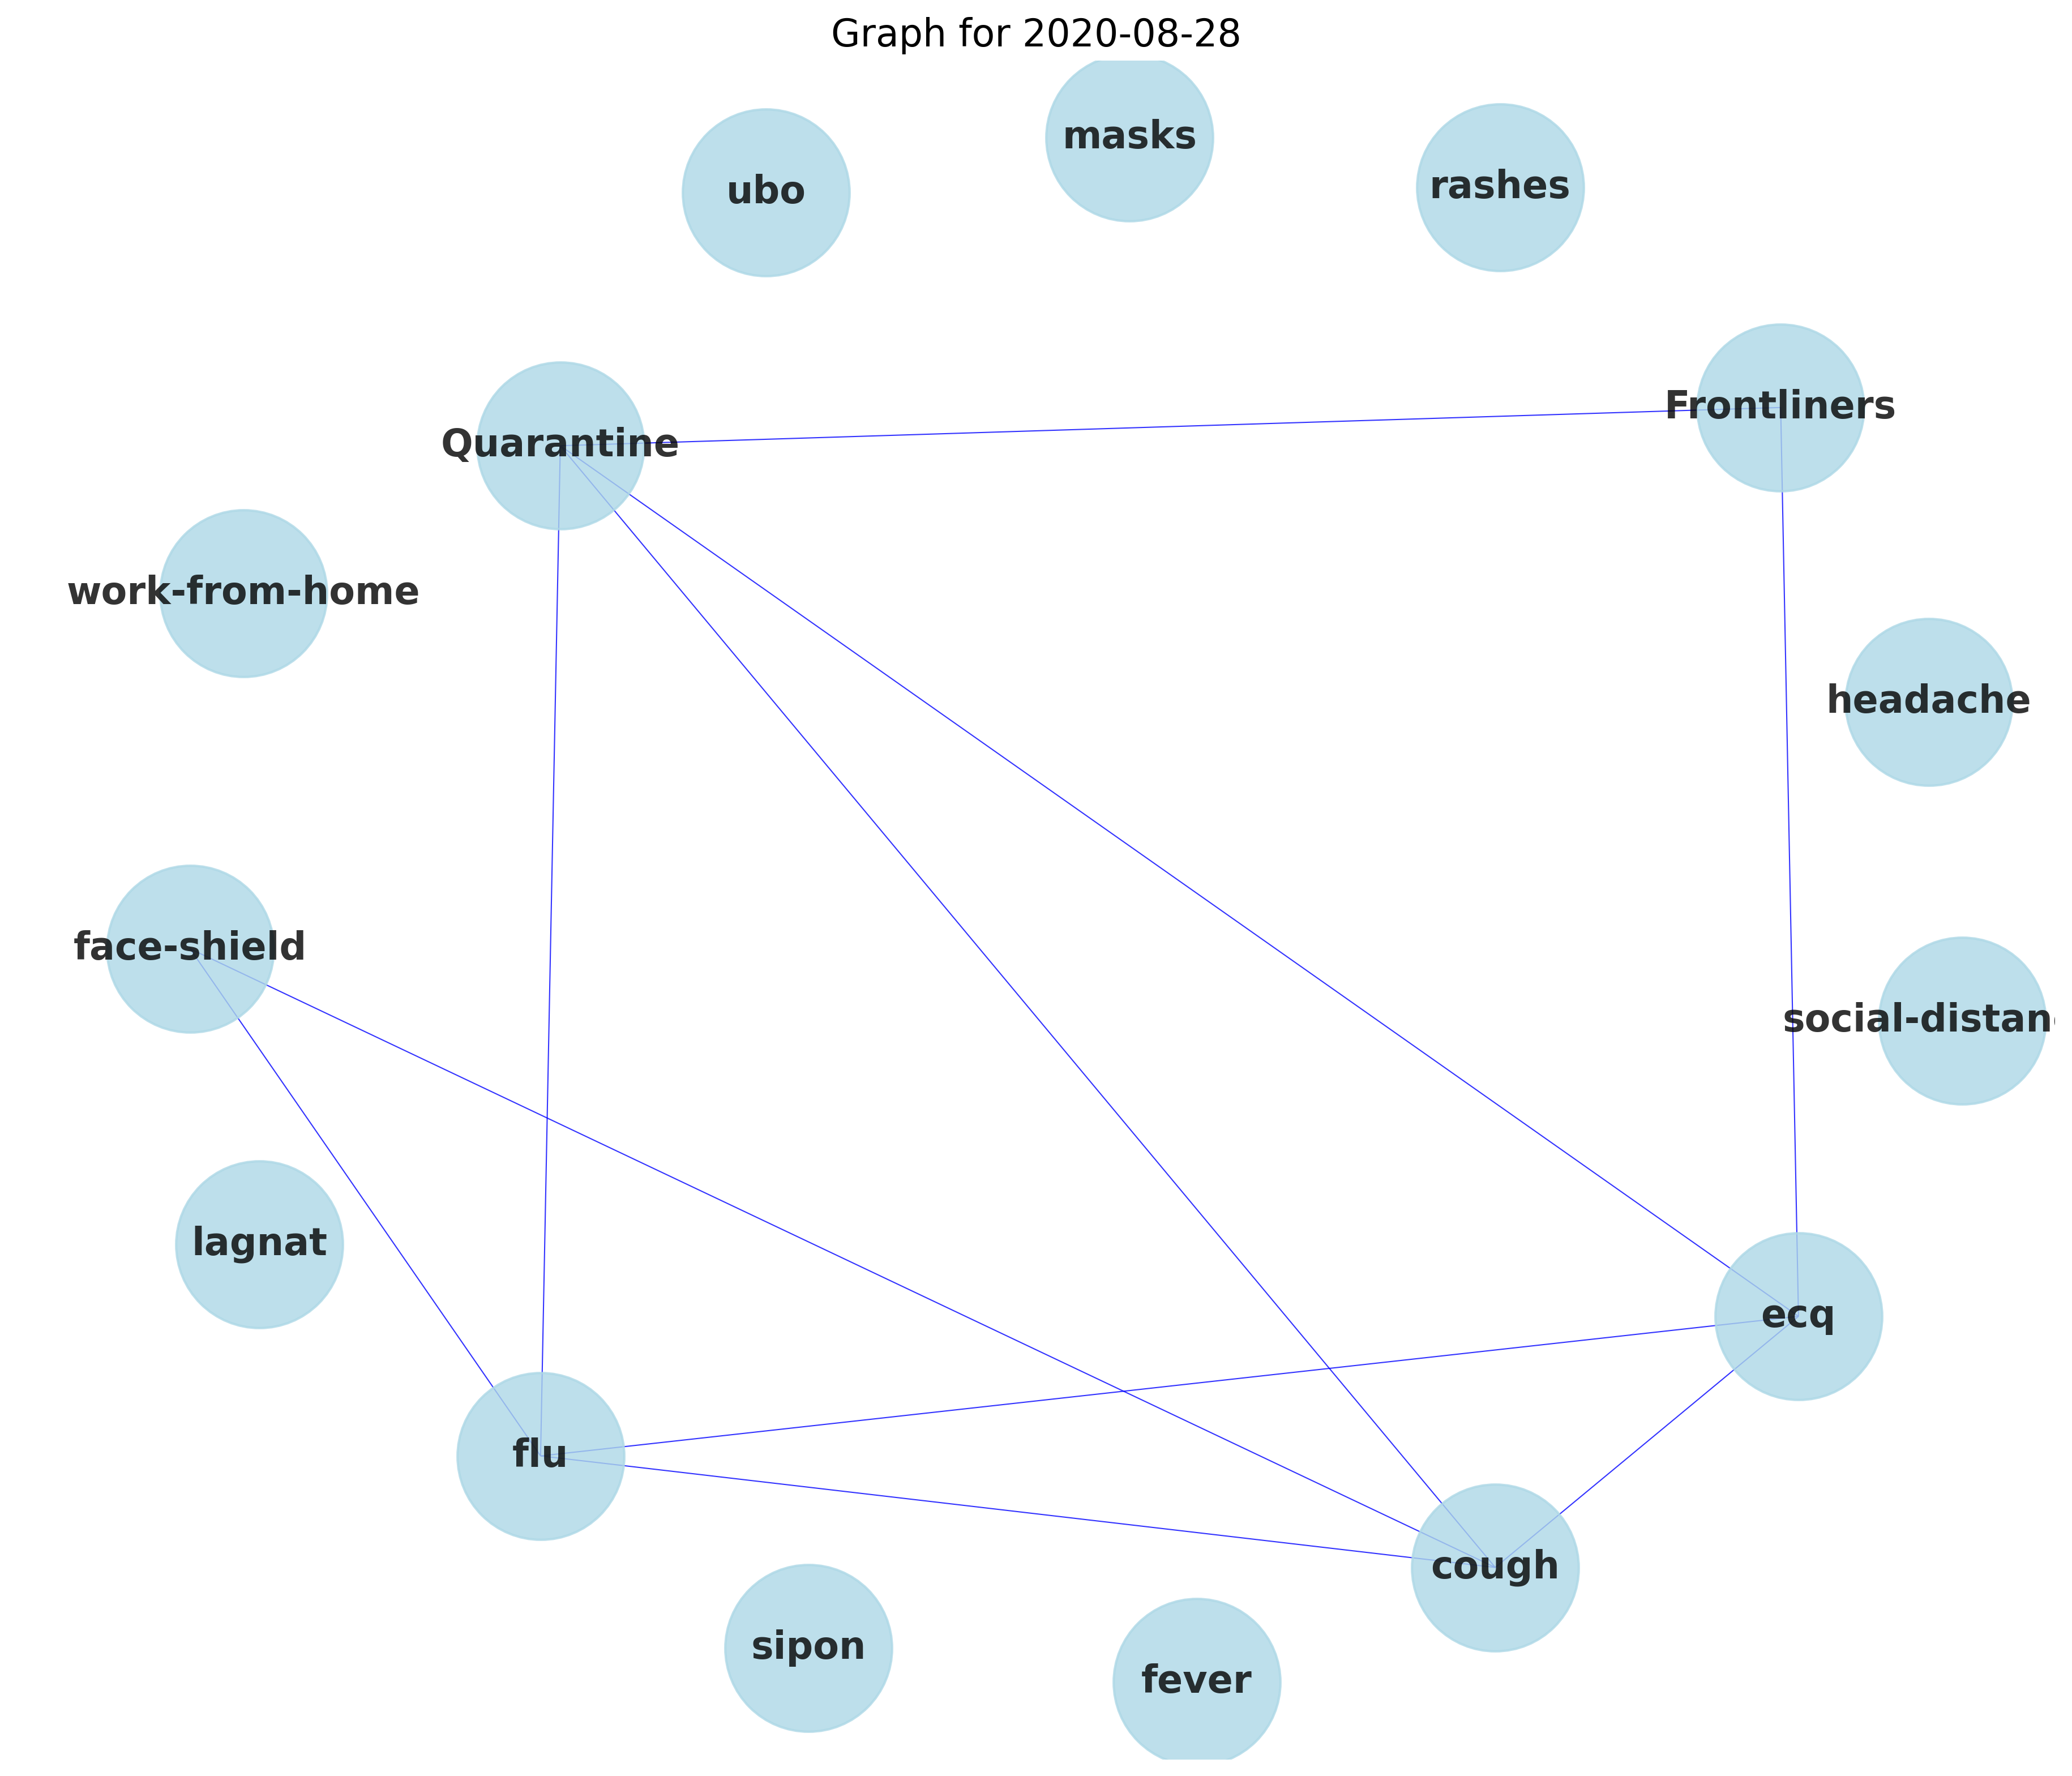 Graph for 2020-08-28
masks
ubo
rashes
Frontliners
Quarantine
work-from-home
headache
face-shield
social-distan
lagnat
ecq
flu
cough
sipon
fever